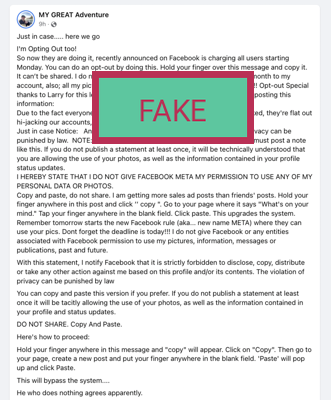 MY GREAT Adventure
9h ·
Just in case..... here we go
I'm Opting Out too!
So now they are doing it, recently announced on Facebook is charging all users starting
Monday. You can do an opt-out by doing this. Hold your finger over this message and copy it.
It can't be shared. I do n month to my
account, also; all my pic !! Opt-out Special
thanks to Larry for this le posting this
information:
Due to the fact everyone ed, they're flat out
hi-jacking our accounts,
Just in case Notice: An vacy can be
punished by law. NOTE: must post a note
like this. If you do not publish a statement at least once, it will be technically understood that
you are allowing the use of your photos, as well as the information contained in your profile
status updates.
I HEREBY STATE THAT I DO NOT GIVE FACEBOOK META MY PERMISSION TO USE ANY OF MY
PERSONAL DATA OR PHOTOS.
Copy and paste, do not share. I am getting more sales ad posts than friends' posts. Hold your
finger anywhere in this post and click '' copy ". Go to your page where it says "What's on your
mind." Tap your finger anywhere in the blank field. Click paste. This upgrades the system.
Remember tomorrow starts the new Facebook rule (aka... new name META) where they can
use your pics. Dont forget the deadline is today!!! I do not give Facebook or any entities
associated with Facebook permission to use my pictures, information, messages or
publications, past and future.
With this statement, I notify Facebook that it is strictly forbidden to disclose, copy, distribute
or take any other action against me based on this profile and/or its contents. The violation of
privacy can be punished by law
You can copy and paste this version if you prefer. If you do not publish a statement at least
once it will be tacitly allowing the use of your photos, as well as the information contained in
your profile and status updates.
DO NOT SHARE. Copy And Paste.
Here's how to proceed:
Hold your finger anywhere in this message and "copy" will appear. Click on "Copy". Then go to
your page, create a new post and put your finger anywhere in the blank field. 'Paste' will pop
up and click Paste.
This will bypass the system....
He who does nothing agrees apparently.
FAKE